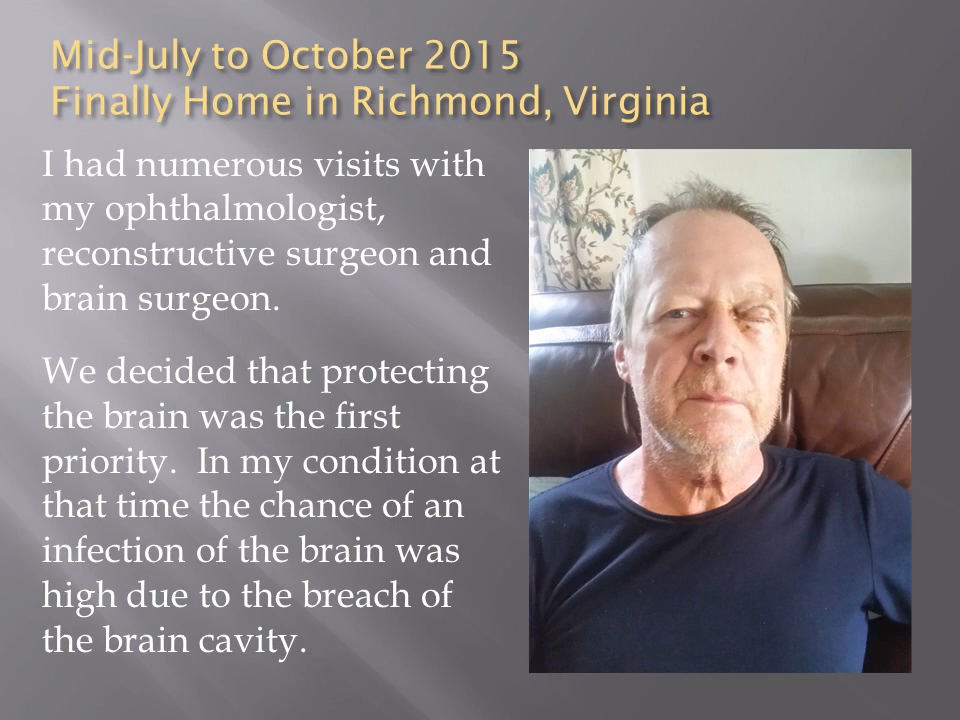 Mid-July to October 2015
Finally Home in Richmond, Virginia
I had numerous visits with
my ophthalmologist,
reconstructive surgeon and
brain surgeon.
We decided that protecting
the brain was the first
priority.  In my condition at
that time the chance of an
infection of the brain was
high due to the breach of
the brain cavity.